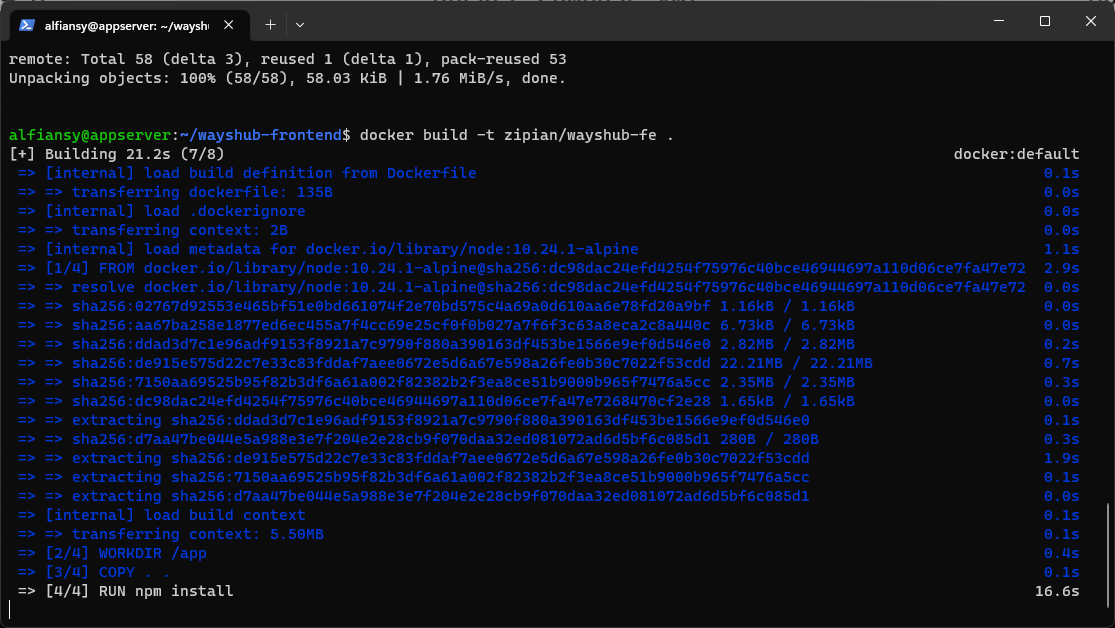 alfiansy@appserver: ~/waysh
remote: Total 58 (delta 3), reused 1 (delta 1), pack-reused 53
Unpacking objects: 100% (58/58), 58.03 KiB | 1.76 MiB/s, done.
alfiansy@appserver:~/wayshub-frontend$ docker build -t zipian/wayshub-fe .
[+] Building 21.2s (7/8) docker:default
=> [internal] load build definition from Dockerfile 0.1s
=> => transferring dockerfile: 135B 0.0s
=> [internal] load .dockerignore 0.0s
=> => transferring context: 2B 0.0s
=> [internal] load metadata for docker.io/library/node:10.24.1-alpine 1.1s
=> [1/4] FROM docker.io/library/node:10.24.1-alpine@sha256:dc98dac24efd4254f75976c40bce46944697a110d06ce7fa47e72 2.9s
=> => resolve docker.io/library/node:10.24.1-alpine@sha256:dc98dac24efd4254f75976c40bce46944697a110d06ce7fa47e72 0.0s
=> => sha256:02767d92553e465bf51e0bd661074f2e70bd575c4a69a0d610aa6e78fd20a9bf 1.16kB / 1.16kB 0.0s
=> => sha256:aa67ba258e1877ed6ec455a7f4cc69e25cf0f0b027a7f6f3c63a8eca2c8a440c 6.73kB / 6.73kB 0.0s
=> => sha256:ddad3d7c1e96adf9153f8921a7c9790f880a390163df453be1566e9ef0d546e0 2.82MB / 2.82MB 0.2s
=> => sha256:de915e575d22c7e33c83fddaf7aee0672e5d6a67e598a26fe0b30c7022f53cdd 22.21MB / 22.21MB 0.7s
=> => sha256:7150aa69525b95f82b3df6a61a002f82382b2f3ea8ce51b9000b965f7476a5cc 2.35MB / 2.35MB 0.3s
=> => sha256:dc98dac24efd4254f75976c40bce46944697a110d06ce7fa47e7268470cf2e28 1.65kB / 1.65kB 0.0s
=> => extracting sha256:ddad3d7c1e96adf9153f8921a7c9790f880a390163df453be1566e9ef0d546e0 0.1s
=> => sha256:d7aa47be044e5a988e3e7f204e2e28cb9f070daa32ed081072ad6d5bf6c085d1 280B / 280B 0.3s
=> => extracting sha256:de915e575d22c7e33c83fddaf7aee0672e5d6a67e598a26fe0b30c7022f53cdd 1.9s
=> => extracting sha256:7150aa69525b95f82b3df6a61a002f82382b2f3ea8ce51b9000b965f7476a5cc 0.1s
=> => extracting sha256:d7aa47be044e5a988e3e7f204e2e28cb9f070daa32ed081072ad6d5bf6c085d1 0.0s
=> [internal] load build context 0.1s
=> => transferring context: 5.50MB 0.1s
=> [2/4] WORKDIR /app 0.4s
=> [3/4] COPY . . 0.1s
=> [4/4] RUN npm install 16.6s